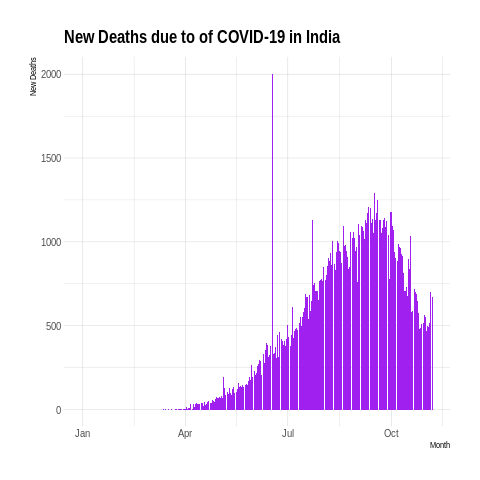 New Deaths due to of COVID-19 in India
New Deaths
2000
1500
1000
500
0
Jan Apr Jul Oct
Month